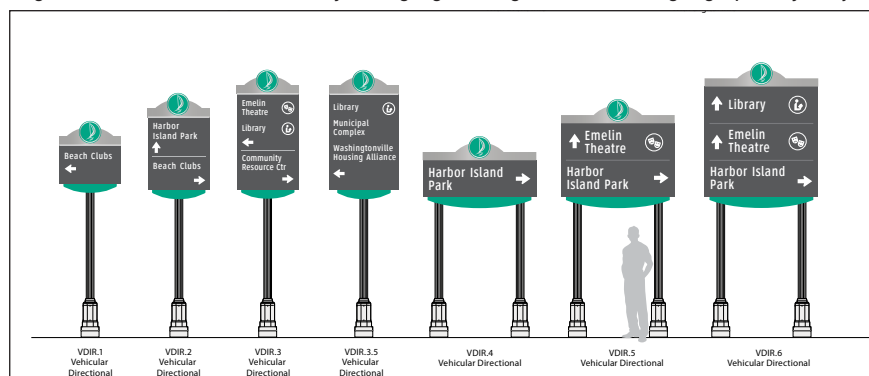 Beach Clubs
Harbor
Island Park
Beach Clubs
Emelin
Theatre
Library
Community
Resource Ctr
Library
Municipal
Complex
Washingtonville
Housing Alliance
Harbor Island
Park
Emelin
Theatre
Harbor
Island Park
Library
Emelin
Theatre
Harbor Island
Park
VDIR.1
Vehicular
Directional
VDIR.2
Vehicular
Directional
VDIR.3
Vehicular
Directional
VDIR.3.5
Vehicular
Directional
VDIR.4
Vehicular Directional
VDIR.5
Vehicular Directional
VDIR.6
Vehicular Directional